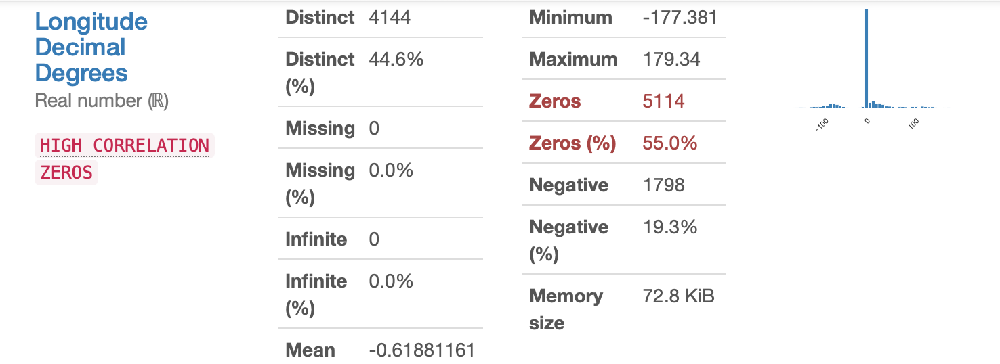 Longitude
Decimal
Degrees
Real number (ℝ)
HIGH CORRELATION
ZEROS
Distinct 4144
Distinct (%) 44.6%
Missing 0
Missing (%) 0.0%
Infinite 0
Infinite (%) 0.0%
Mean -0.61881161
Minimum -177.381
Maximum 179.34
Zeros 5114
Zeros (%) 55.0%
Negative 1798
Negative (%) 19.3%
Memory size 72.8 KiB
−100 0 100